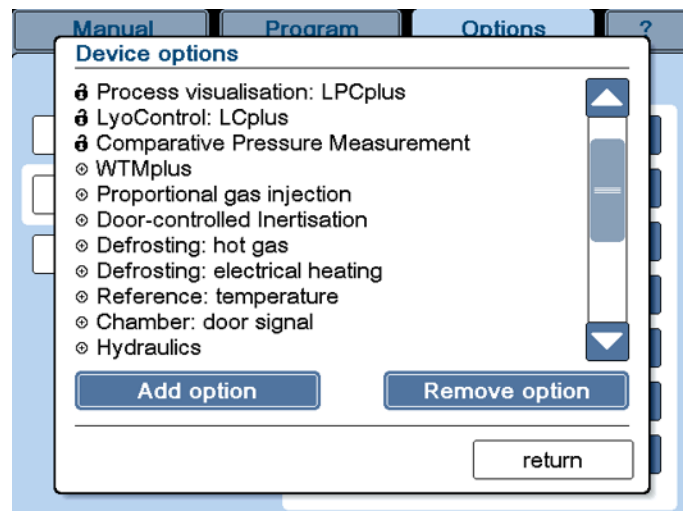 Manual Program Options ?
Device options
Process visualisation: LPCplus
LyoControl: LCplus
Comparative Pressure Measurement
WTMplus
Proportional gas injection
Door-controlled Inertisation
Defrosting: hot gas
Defrosting: electrical heating
Reference: temperature
Chamber: door signal
Hydraulics
Add option Remove option
return